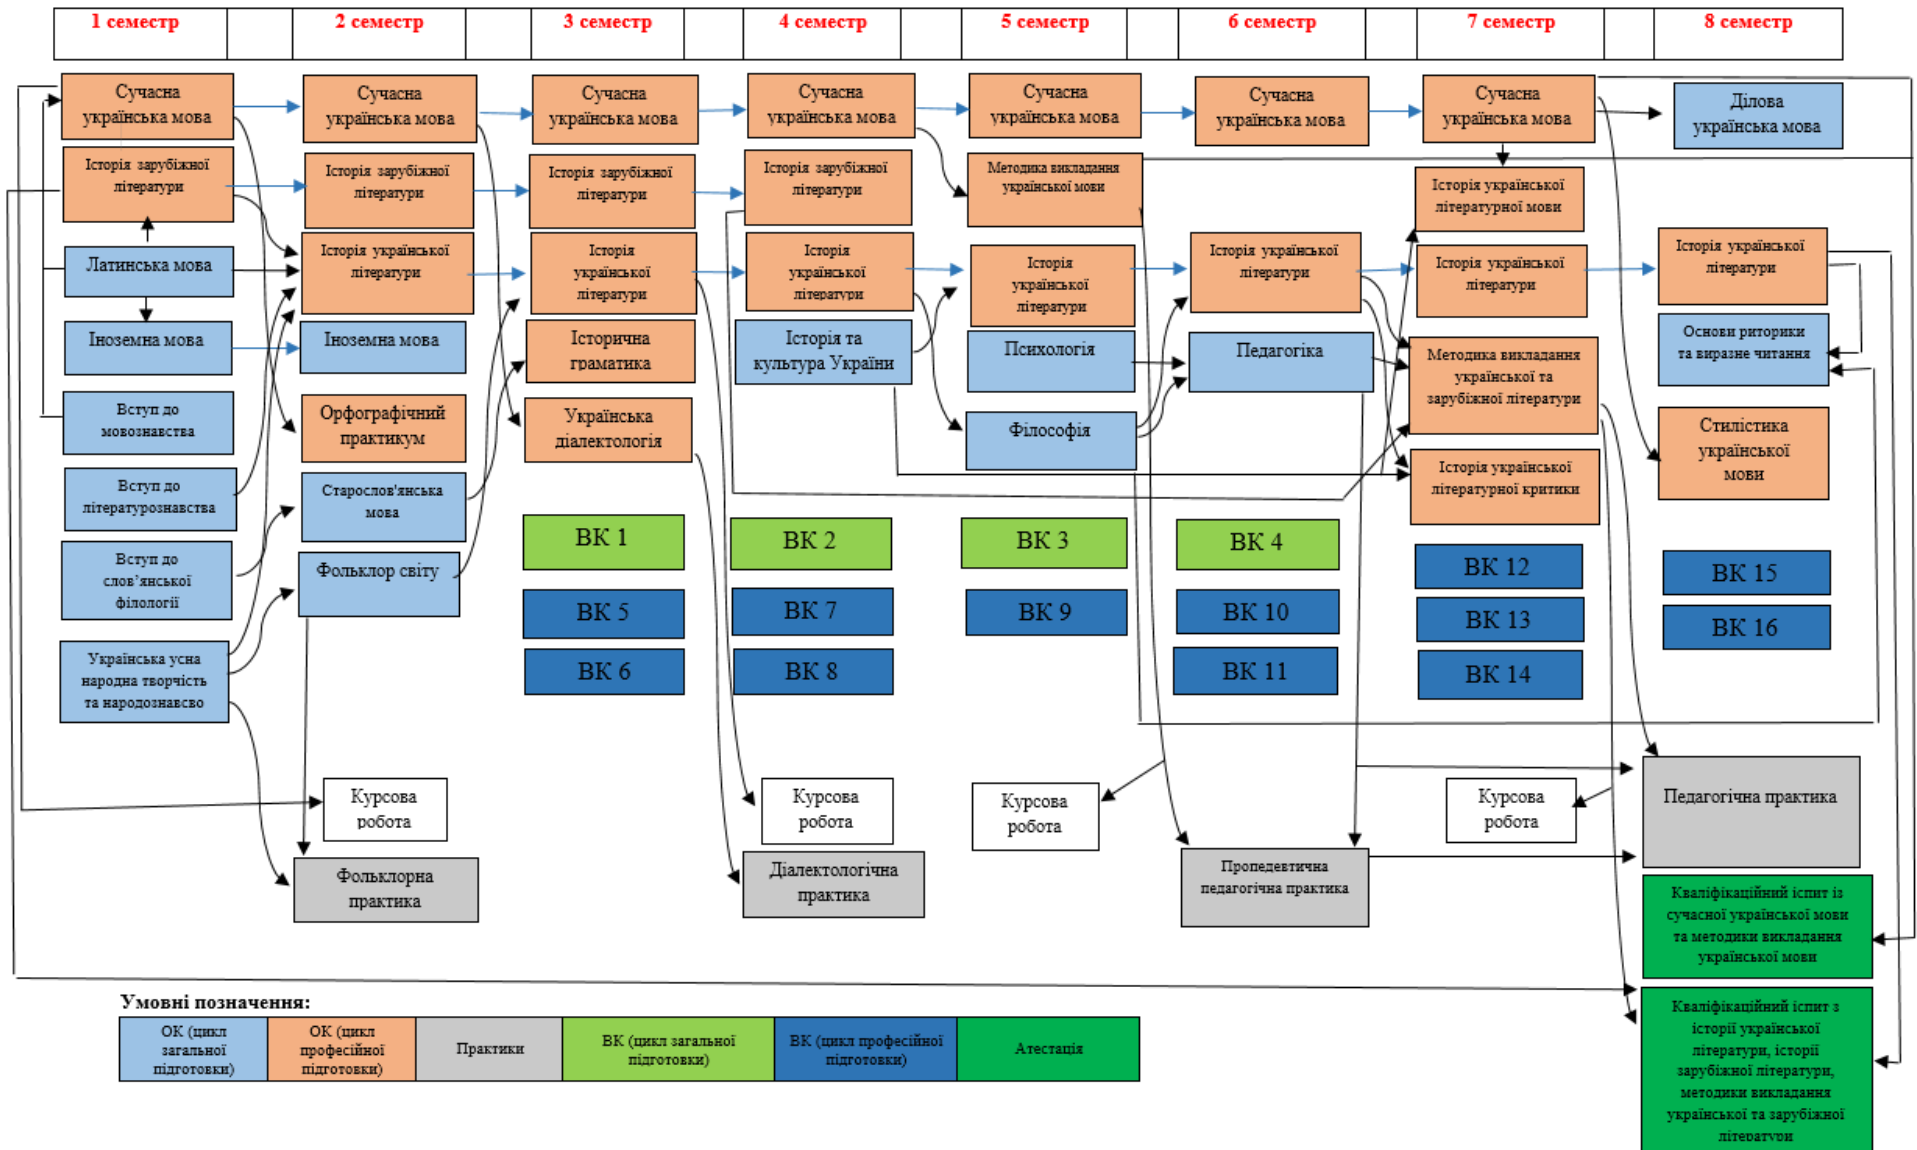 1 семестр
2 семестр
3 семестр
4 семестр
5 семестр
6 семестр
7 семестр
8 семестр
Сучасна
українська мова
Історія зарубіжної
літератури
Латинська мова
Іноземна мова
Вступ до
мовознавства
Вступ до
літературознавства
Вступ до
слов’янської
філології
Українська усна
народна творчість
та народознавсво
Сучасна
українська мова
Історія зарубіжної
літератури
Історія української
літератури
Іноземна мова
Орфографічний
практикум
Старослов'янська
мова
Фольклор світу
Курсова
робота
Фольклорна
практика
Сучасна
українська мова
Історія зарубіжної
літератури
Історія
української
літератури
Історична
граматика
Українська
діалектологія
ВК 1
ВК 5
ВК 6
Сучасна
українська мова
Історія зарубіжної
літератури
Історія
української
літератури
Історія та
культура України
ВК 2
ВК 7
ВК 8
Курсова
робота
Діалектологічна
практика
Сучасна
українська мова
Методика викладання
української мови
Історія
української
літератури
Психологія
Філософія
ВК 3
ВК 9
Курсова
робота
Сучасна
українська мова
Історія української
літератури
Педагогіка
ВК 4
ВК 10
ВК 11
Пропедевтична
педагогічна практика
Сучасна
українська мова
Історія української
літературної мови
Історія української
літератури
Методика викладання
української та
зарубіжної літератури
Історія української
літературної критики
ВК 12
ВК 13
ВК 14
Курсова
робота
Ділова
українська мова
Історія української
літератури
Основи риторики
та виразне читання
Стилістика
української
мови
ВК 15
ВК 16
Педагогічна практика
Кваліфікаційний іспит із
сучасної української мови
та методики викладання
української мови
Кваліфікаційний іспит з
історії української
літератури, історії
зарубіжної літератури,
методики викладання
української та зарубіжної
літератури
Умовні позначення:
ОК (цикл
загальної
підготовки)
ОК (цикл
професійної
підготовки)
Практики
ВК (цикл загальної
підготовки)
ВК (цикл професійної
підготовки)
Атестація